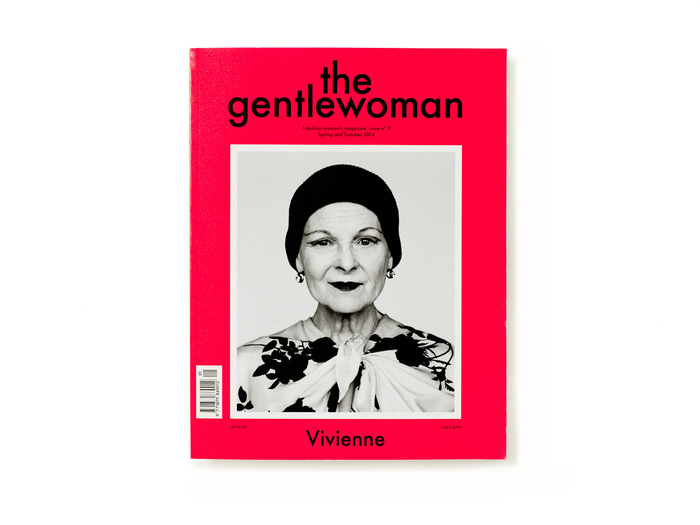 the
gentlewoman
Fabulous women's magazine, issue n° 9
Spring and Summer 2014
Vivienne